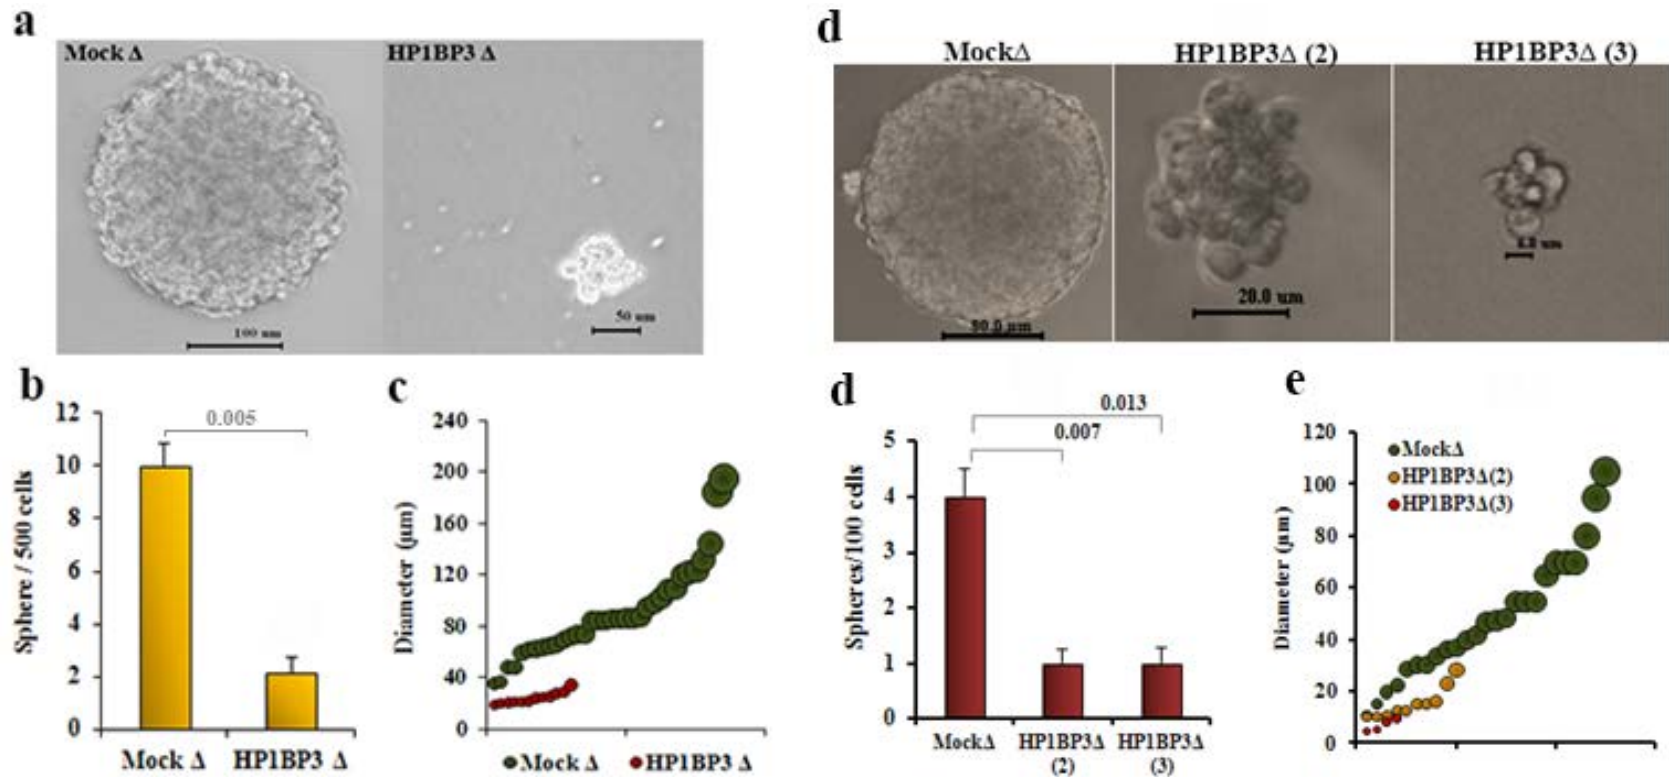 a
Mock Δ
HP1BP3 Δ
100 um
50 um
d
MockΔ
HP1BP3Δ (2)
HP1BP3Δ (3)
20.0 um
b
Sphere / 500 cells
12
10
8
6
4
2
0
0.005
Mock Δ
HP1BP3 Δ
c
Diameter (µm)
240
200
160
120
80
40
0
Mock Δ
HP1BP3 Δ
d
Spheres/100 cells
5
4
3
2
1
0
0.013
0.007
MockΔ
HP1BP3Δ
(2)
HP1BP3Δ
(3)
e
Diameter (µm)
120
100
80
60
40
20
0
MockΔ
HP1BP3Δ(2)
HP1BP3Δ(3)